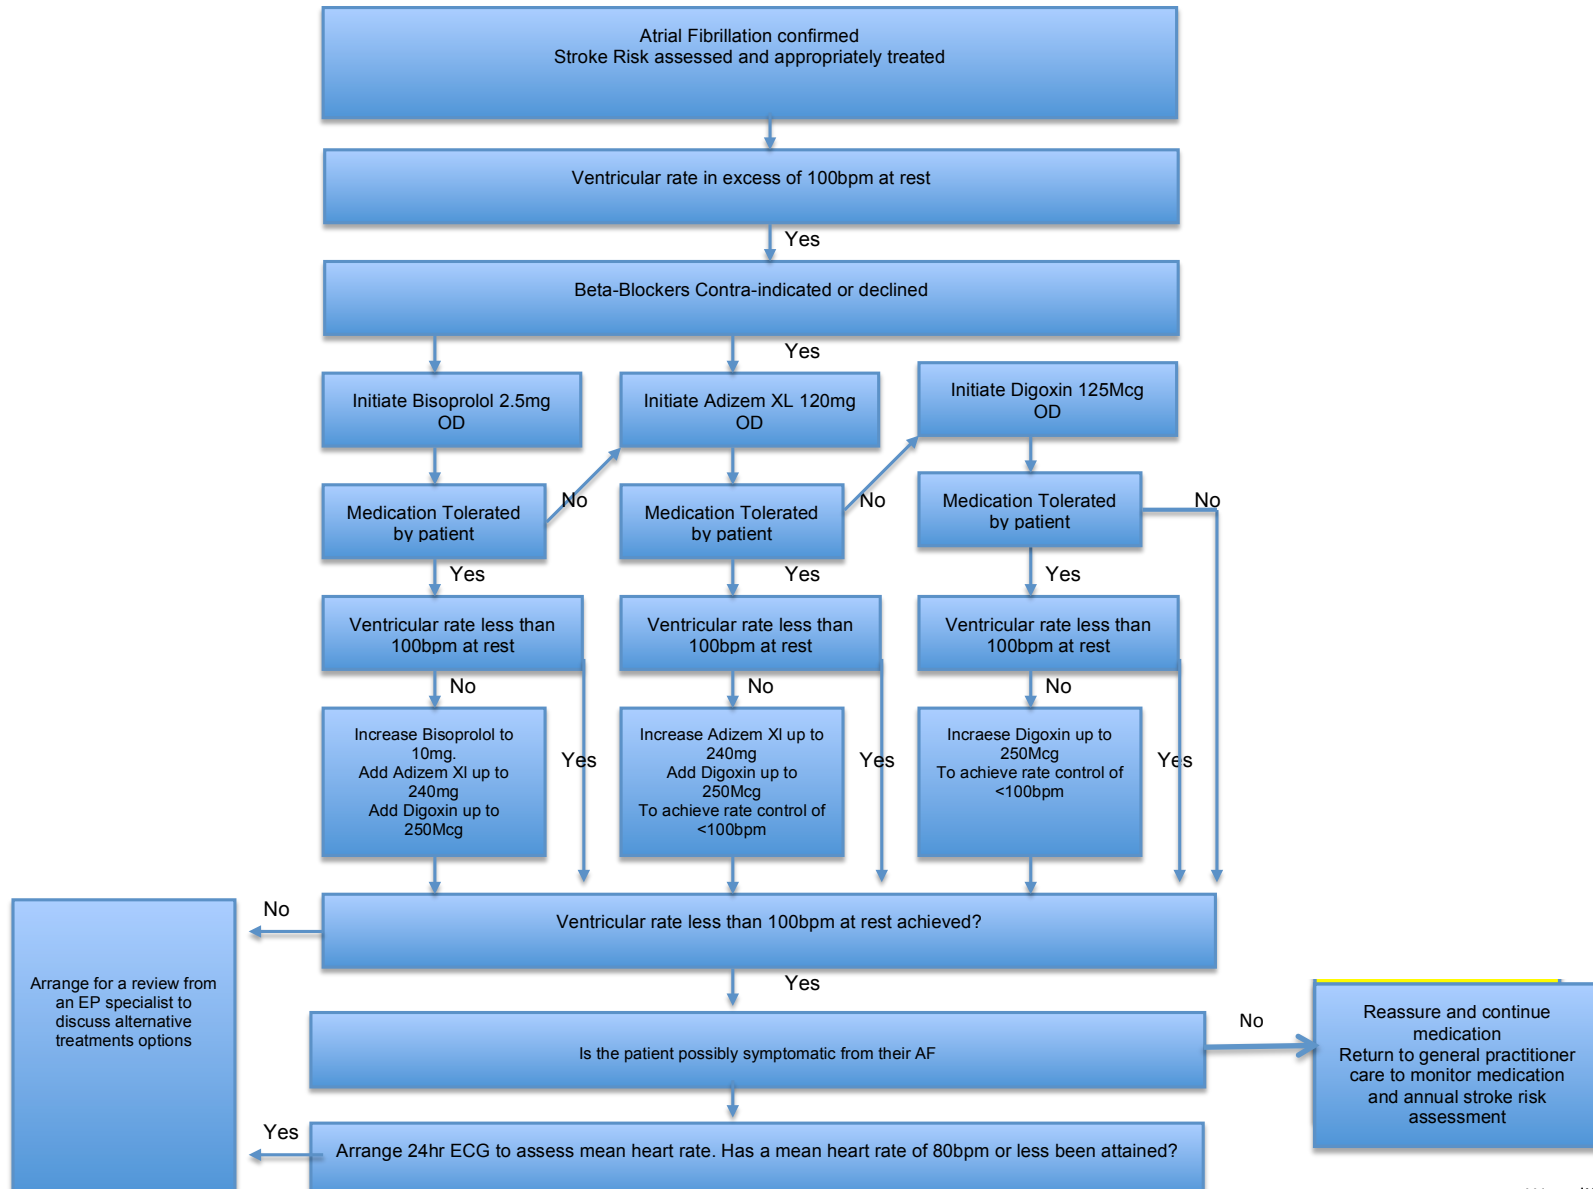 Atrial Fibrillation confirmed
Stroke Risk assessed and appropriately treated
Ventricular rate in excess of 100bpm at rest
Yes
Beta-Blockers Contra-indicated or declined
Yes
Initiate Bisoprolol 2.5mg
OD
Initiate Adizem XL 120mg
OD
Initiate Digoxin 125Mcg
OD
Medication Tolerated
by patient
No
Medication Tolerated
by patient
No
Medication Tolerated
by patient
No
Yes
Yes
Yes
Ventricular rate less than
100bpm at rest
Ventricular rate less than
100bpm at rest
Ventricular rate less than
100bpm at rest
No
No
No
Increase Bisoprolol to
10mg.
Add Adizem Xl up to
240mg
Add Digoxin up to
250Mcg
Yes
Increase Adizem Xl up to
240mg
Add Digoxin up to
250Mcg
To achieve rate control of
<100bpm
Yes
Incraese Digoxin up to
250Mcg
To achieve rate control of
<100bpm
Yes
No
Ventricular rate less than 100bpm at rest achieved?
Arrange for a review from
an EP specialist to
discuss alternative
treatments options
Yes
Is the patient possibly symptomatic from their AF
No
Reassure and continue
medication
Return to general practitioner
care to monitor medication
and annual stroke risk
assessment
Yes
Arrange 24hr ECG to assess mean heart rate. Has a mean heart rate of 80bpm or less been attained?